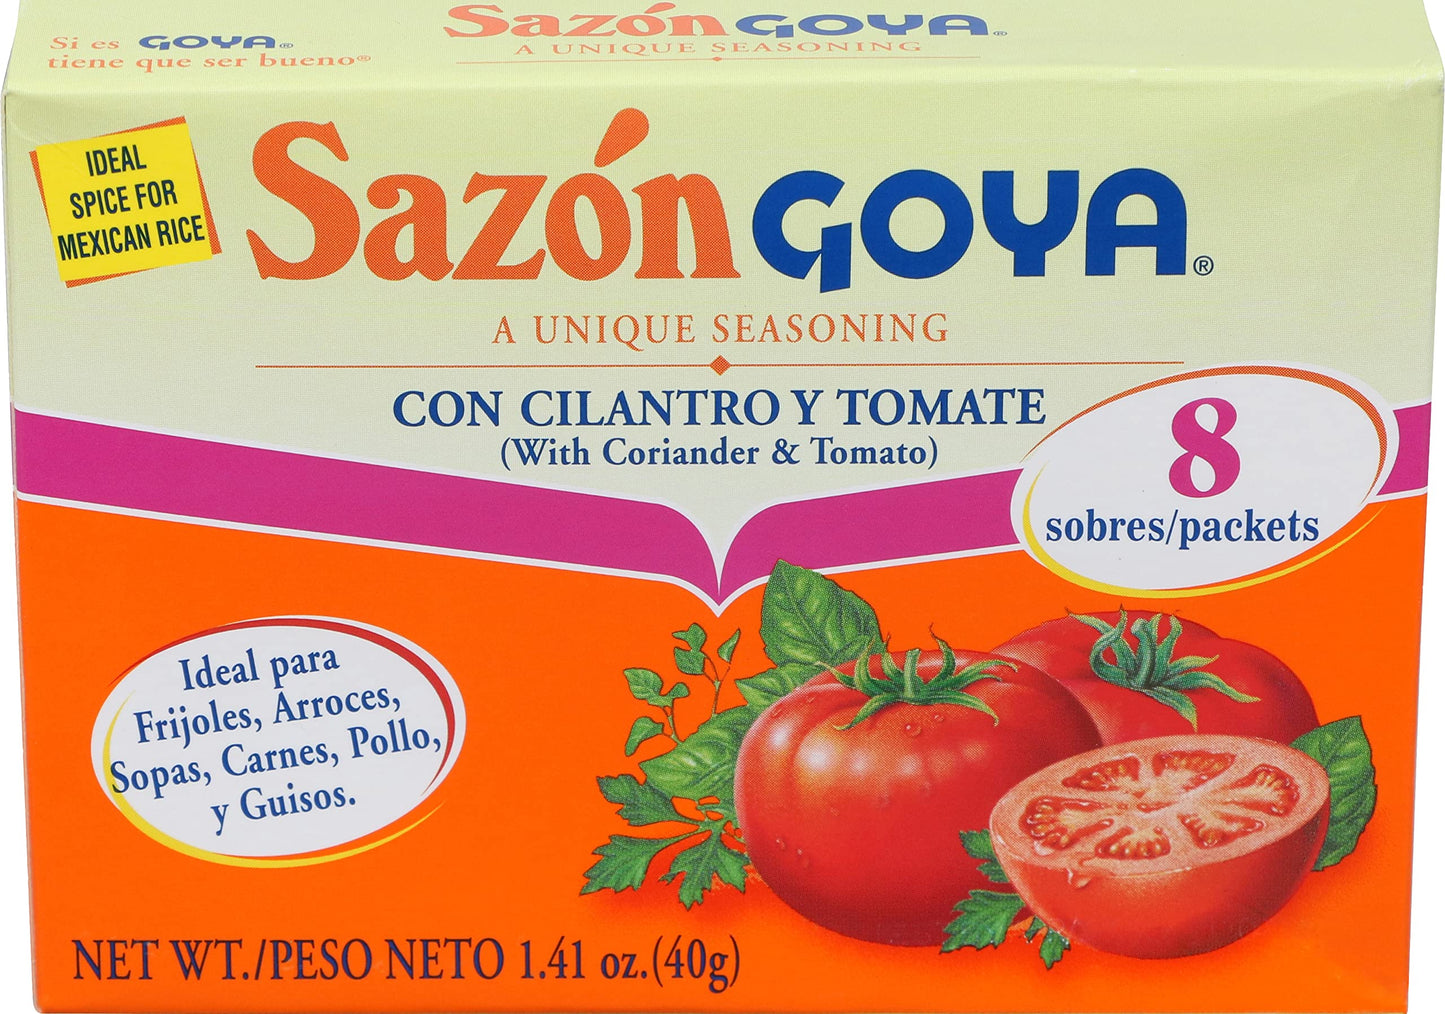 Si es GOYA®
tiene que ser bueno®
Sazón GOYA®
A UNIQUE SEASONING
IDEAL
SPICE FOR
MEXICAN RICE
Sazón GOYA®
A UNIQUE SEASONING
CON CILANTRO Y TOMATE
(With Coriander & Tomato)
8
sobres/packets
Ideal para
Frijoles, Arroces,
Sopas, Carnes, Pollo,
y Guisos.
NET WT./PESO NETO 1.41 oz.(40g)